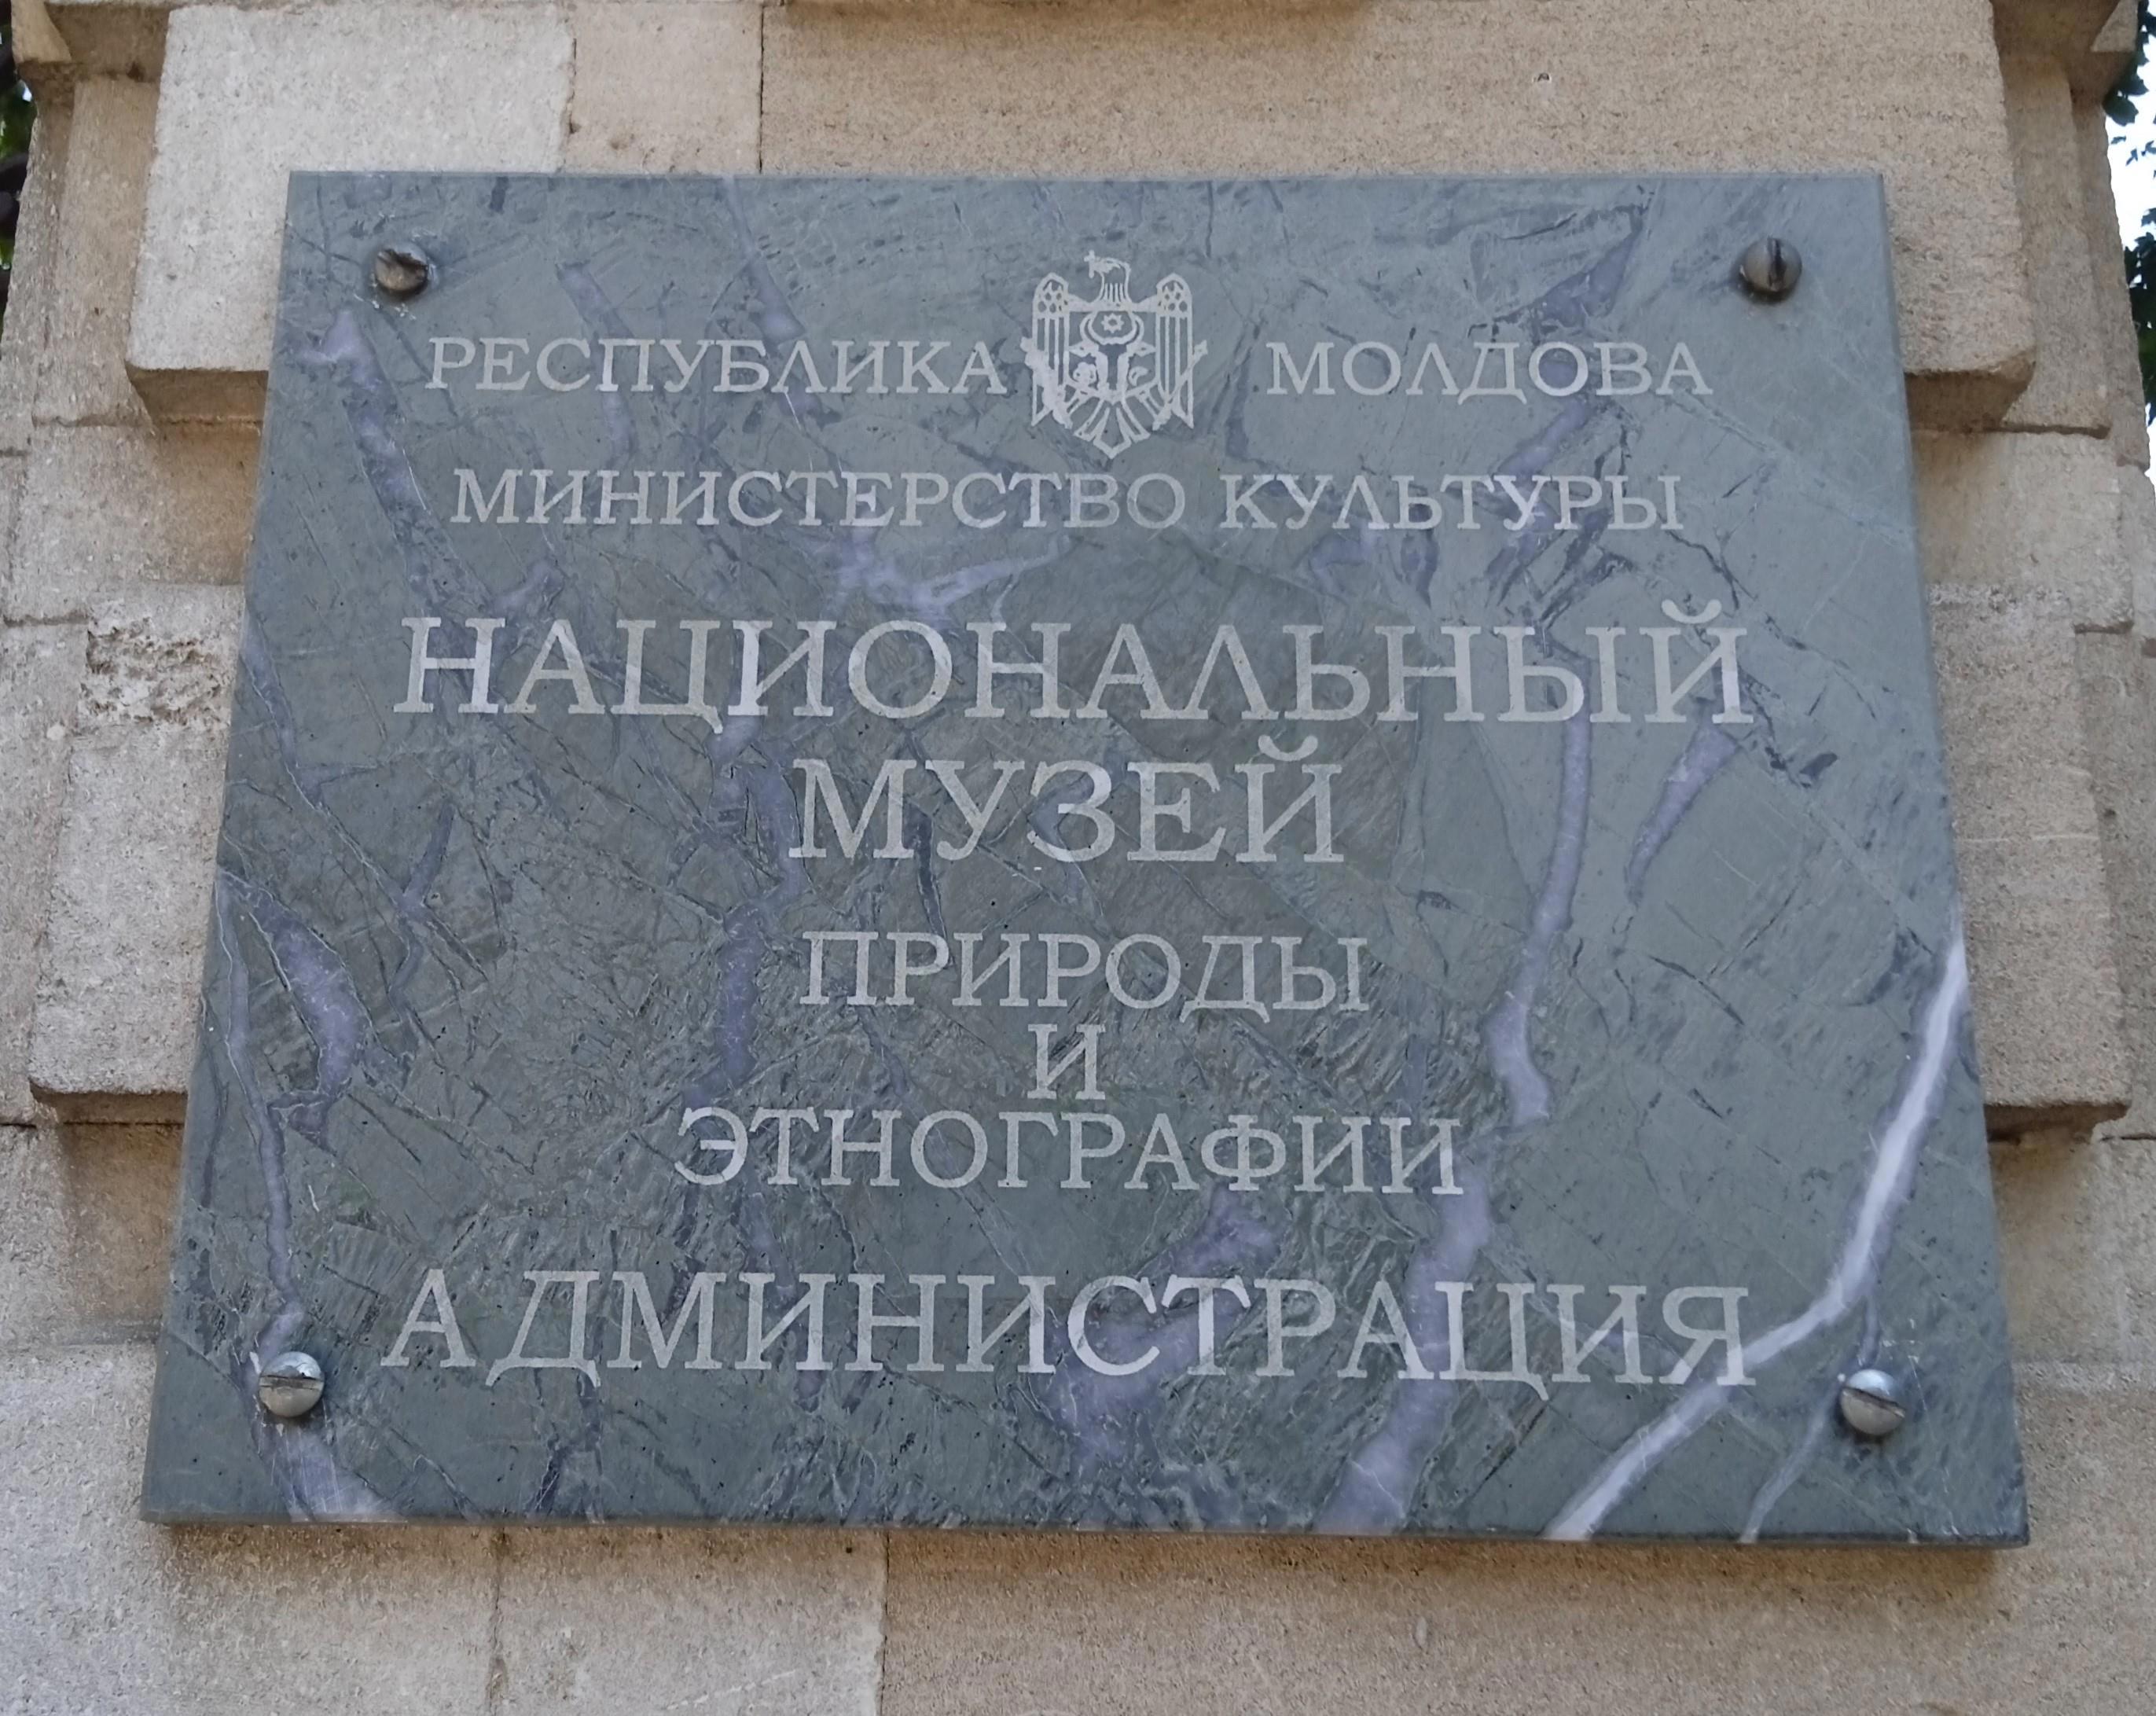 РЕСПУБЛИКА МОЛДОВА
МИНИСТЕРСТВО КУЛЬТУРЫ
НАЦИОНАЛЬНЫЙ
МУЗЕЙ
ПРИРОДЫ
И
ЭТНОГРАФИИ
АДМИНИСТРАЦИЯ